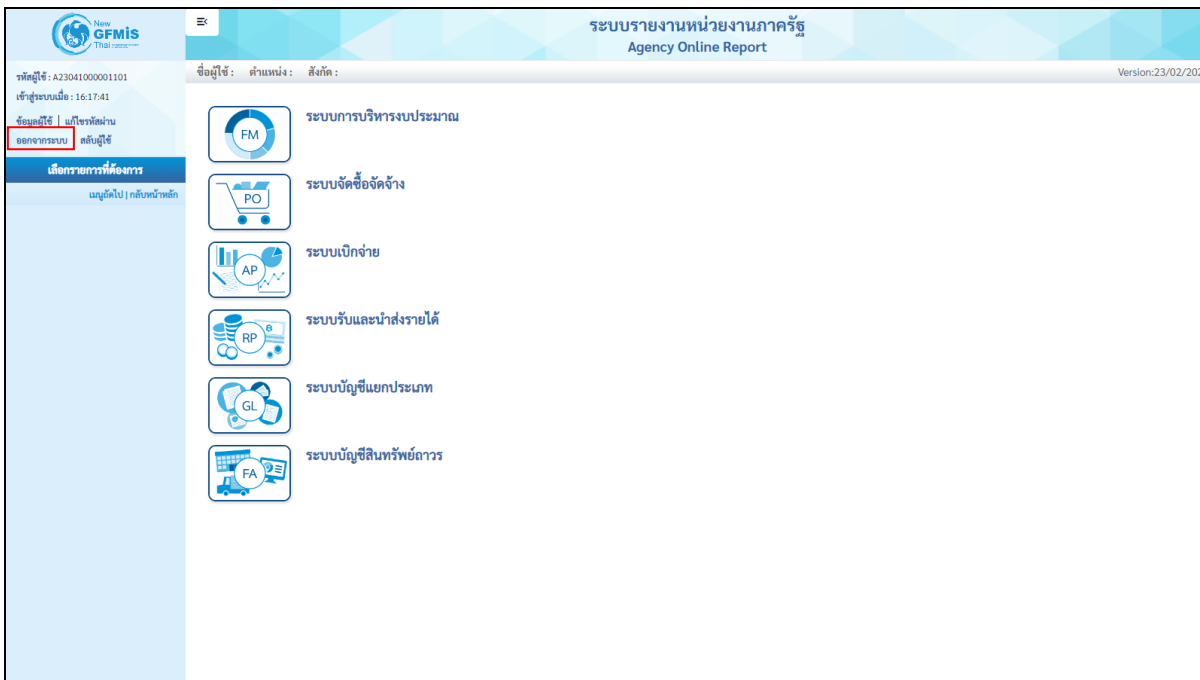 New
GFMIS
Thai
ระบบรายงานหน่วยงานภาครัฐ
Agency Online Report
รหัสผู้ใช้ : A23041000001101
เข้าสู่ระบบเมื่อ : 16:17:41
ข้อมูลผู้ใช้ | แก้ไขรหัสผ่าน
ออกจากระบบ สลับผู้ใช้
เลือกรายการที่ต้องการ
เมนูถัดไป | กลับหน้าหลัก
ชื่อผู้ใช้ : ตำแหน่ง : สังกัด :
Version:23/02/202
FM
ระบบการบริหารงบประมาณ
PO
ระบบจัดซื้อจัดจ้าง
AP
ระบบเบิกจ่าย
RP
ระบบรับและนำส่งรายได้
GL
ระบบบัญชีแยกประเภท
FA
ระบบบัญชีสินทรัพย์ถาวร